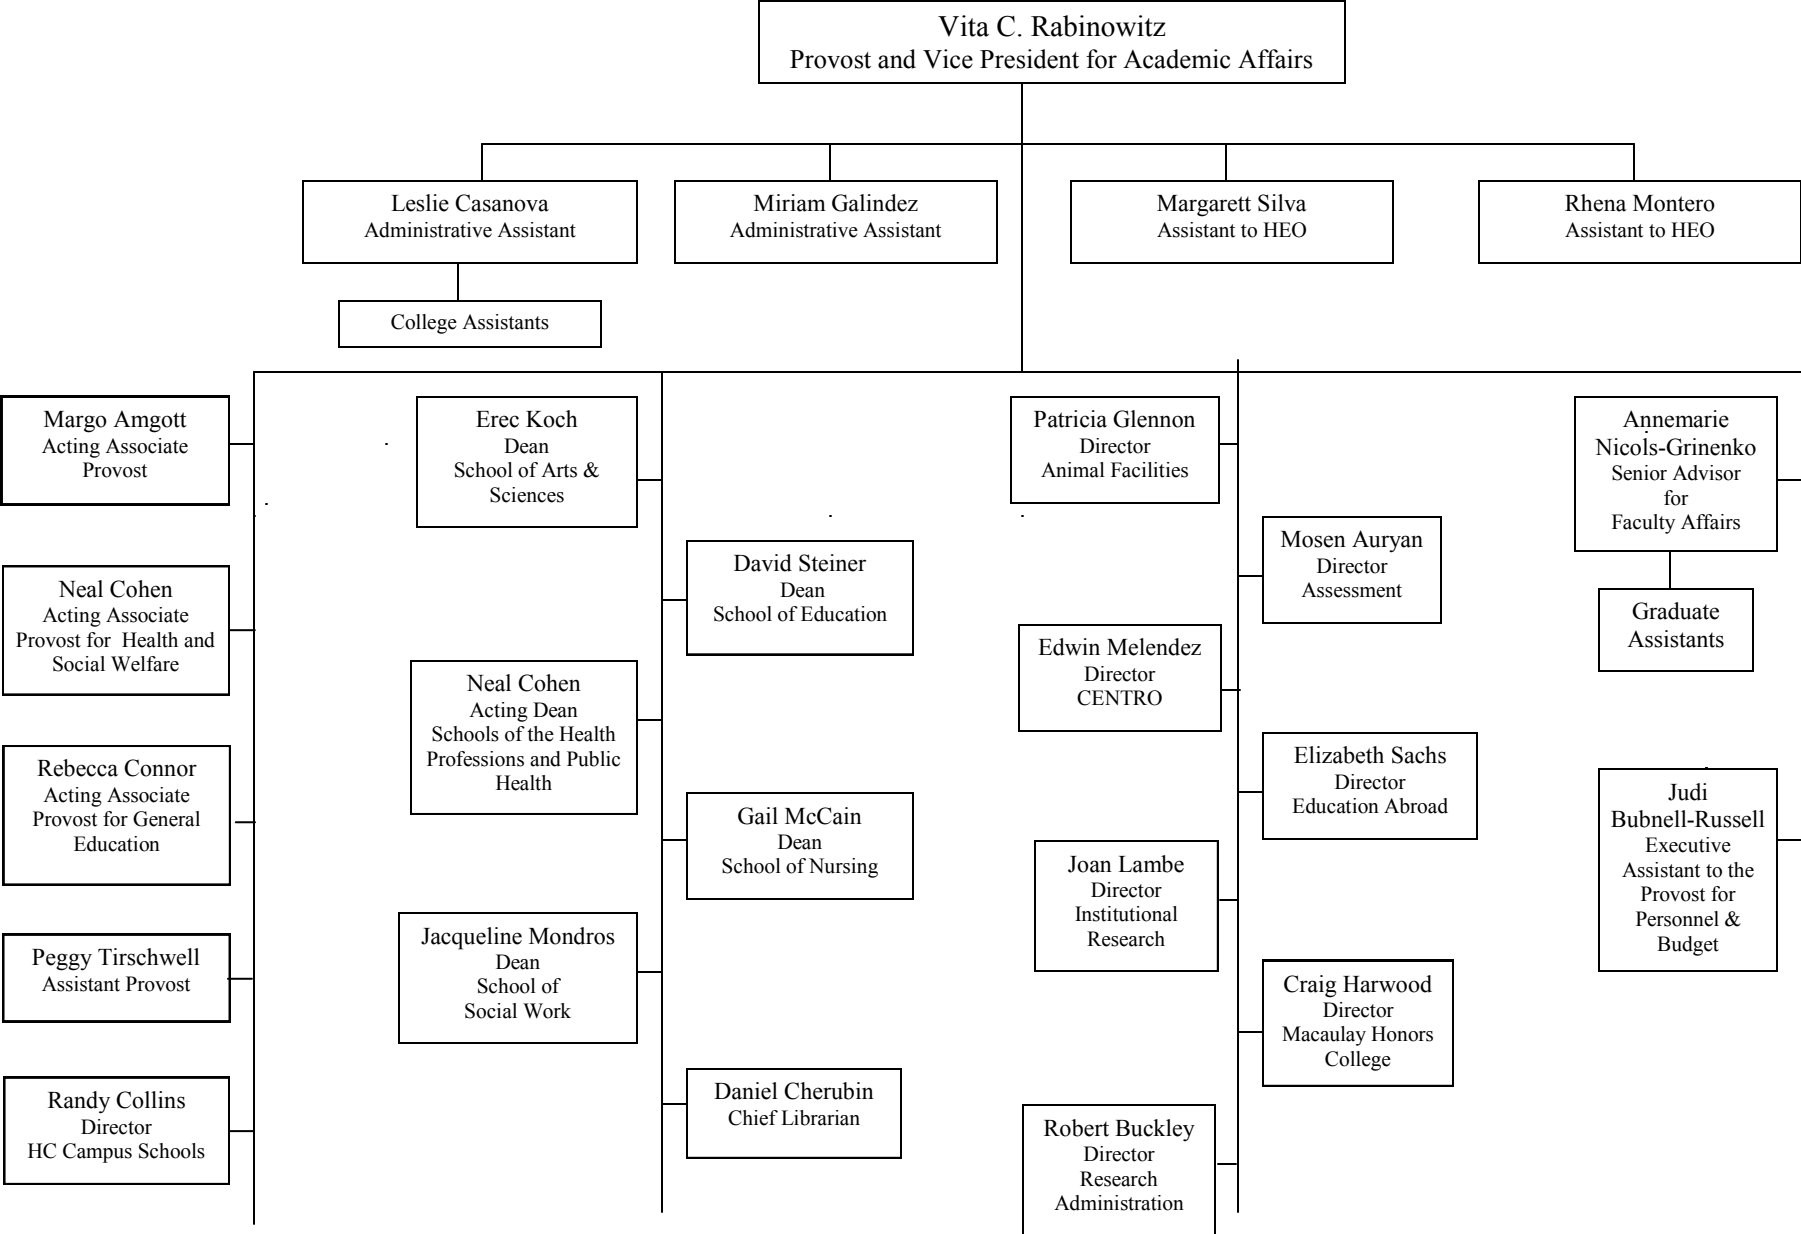 Vita C. Rabinowitz
Provost and Vice President for Academic Affairs
Leslie Casanova
Administrative Assistant
Miriam Galindez
Administrative Assistant
Margarett Silva
Assistant to HEO
Rhena Montero
Assistant to HEO
College Assistants
Margo Amgott
Acting Associate
Provost
Neal Cohen
Acting Associate
Provost for Health and
Social Welfare
Rebecca Connor
Acting Associate
Provost for General
Education
Peggy Tirschwell
Assistant Provost
Randy Collins
Director
HC Campus Schools
Erec Koch
Dean
School of Arts &
Sciences
David Steiner
Dean
School of Education
Neal Cohen
Acting Dean
Schools of the Health
Professions and Public
Health
Gail McCain
Dean
School of Nursing
Jacqueline Mondros
Dean
School of
Social Work
Daniel Cherubin
Chief Librarian
Patricia Glennon
Director
Animal Facilities
Mosen Auryan
Director
Assessment
Edwin Melendez
Director
CENTRO
Elizabeth Sachs
Director
Education Abroad
Joan Lambe
Director
Institutional
Research
Craig Harwood
Director
Macaulay Honors
College
Robert Buckley
Director
Research
Administration
Annemarie
Nicols-Grinenko
Senior Advisor
for
Faculty Affairs
Graduate
Assistants
Judi
Bubnell-Russell
Executive
Assistant to the
Provost for
Personnel &
Budget